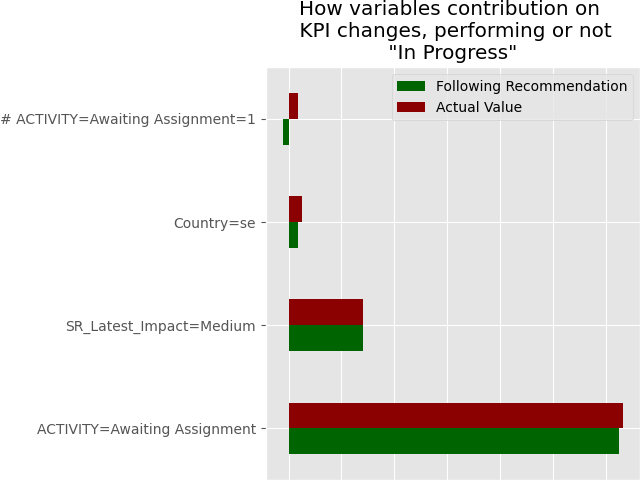 How variables contribution on
KPI changes, performing or not
"In Progress"
Following Recommendation
Actual Value
# ACTIVITY=Awaiting Assignment=1
Country=se
SR_Latest_Impact=Medium
ACTIVITY=Awaiting Assignment